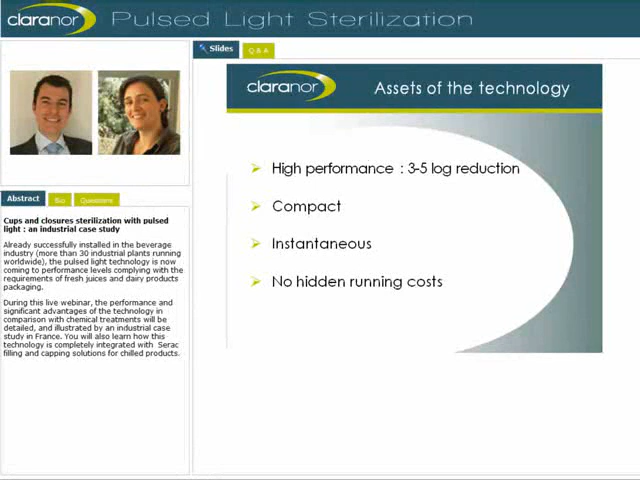 claranor Pulsed Light Sterilization
Slides
Q & A
claranor Assets of the technology
High performance : 3-5 log reduction
Compact
Instantaneous
No hidden running costs
Abstract
Bio
Questions
Cups and closures sterilization with pulsed
light : an industrial case study
Already successfully installed in the beverage
industry (more than 30 industrial plants running
worldwide), the pulsed light technology is now
coming to performance levels complying with the
requirements of fresh juices and dairy products
packaging.
During this live webinar, the performance and
significant advantages of the technology in
comparison with chemical treatments will be
detailed, and illustrated by an industrial case
study in France. You will also learn how this
technology is completely integrated with Serac
filling and capping solutions for chilled products.